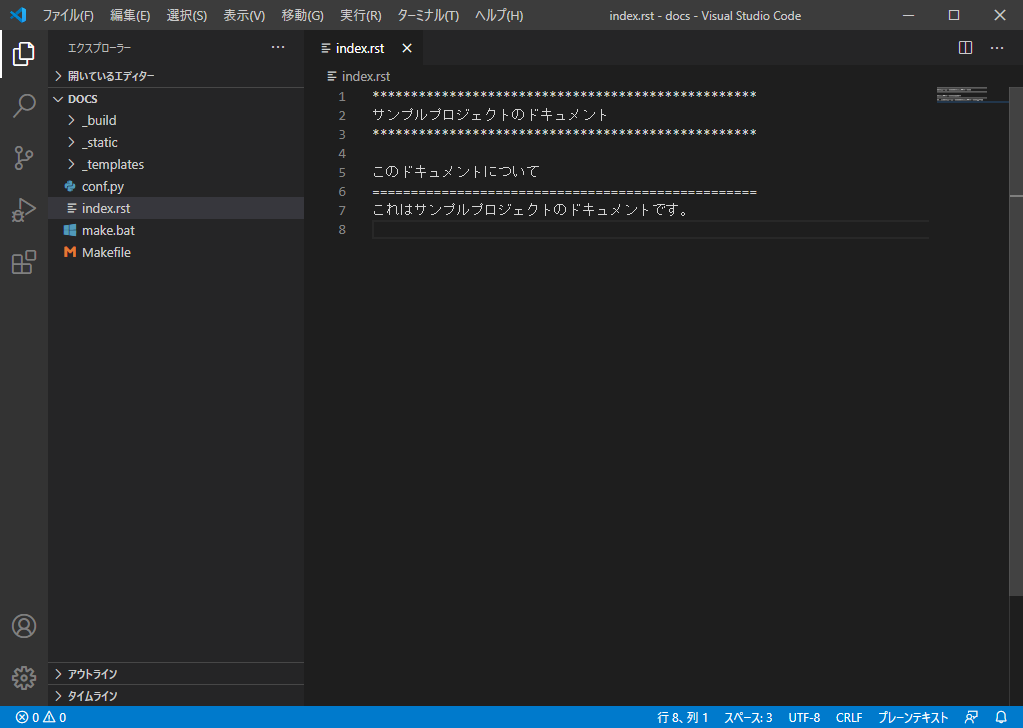 ファイル(F) 編集(E) 選択(S) 表示(V) 移動(G) 実行(R) ターミナル(T) ヘルプ(H) index.rst - docs - Visual Studio Code
エクスプローラー
開いているエディター
DOCS
_build
_static
_templates
conf.py
index.rst
make.bat
M Makefile
アウトライン
タイムライン
index.rst
index.rst
1 **************************************************
2 サンプルプロジェクトのドキュメント
3 **************************************************
4
5 このドキュメントについて
6 ==================================================
7 これはサンプルプロジェクトのドキュメントです。
8
0 0 行 8、列 1 スペース: 3 UTF-8 CRLF プレーンテキスト